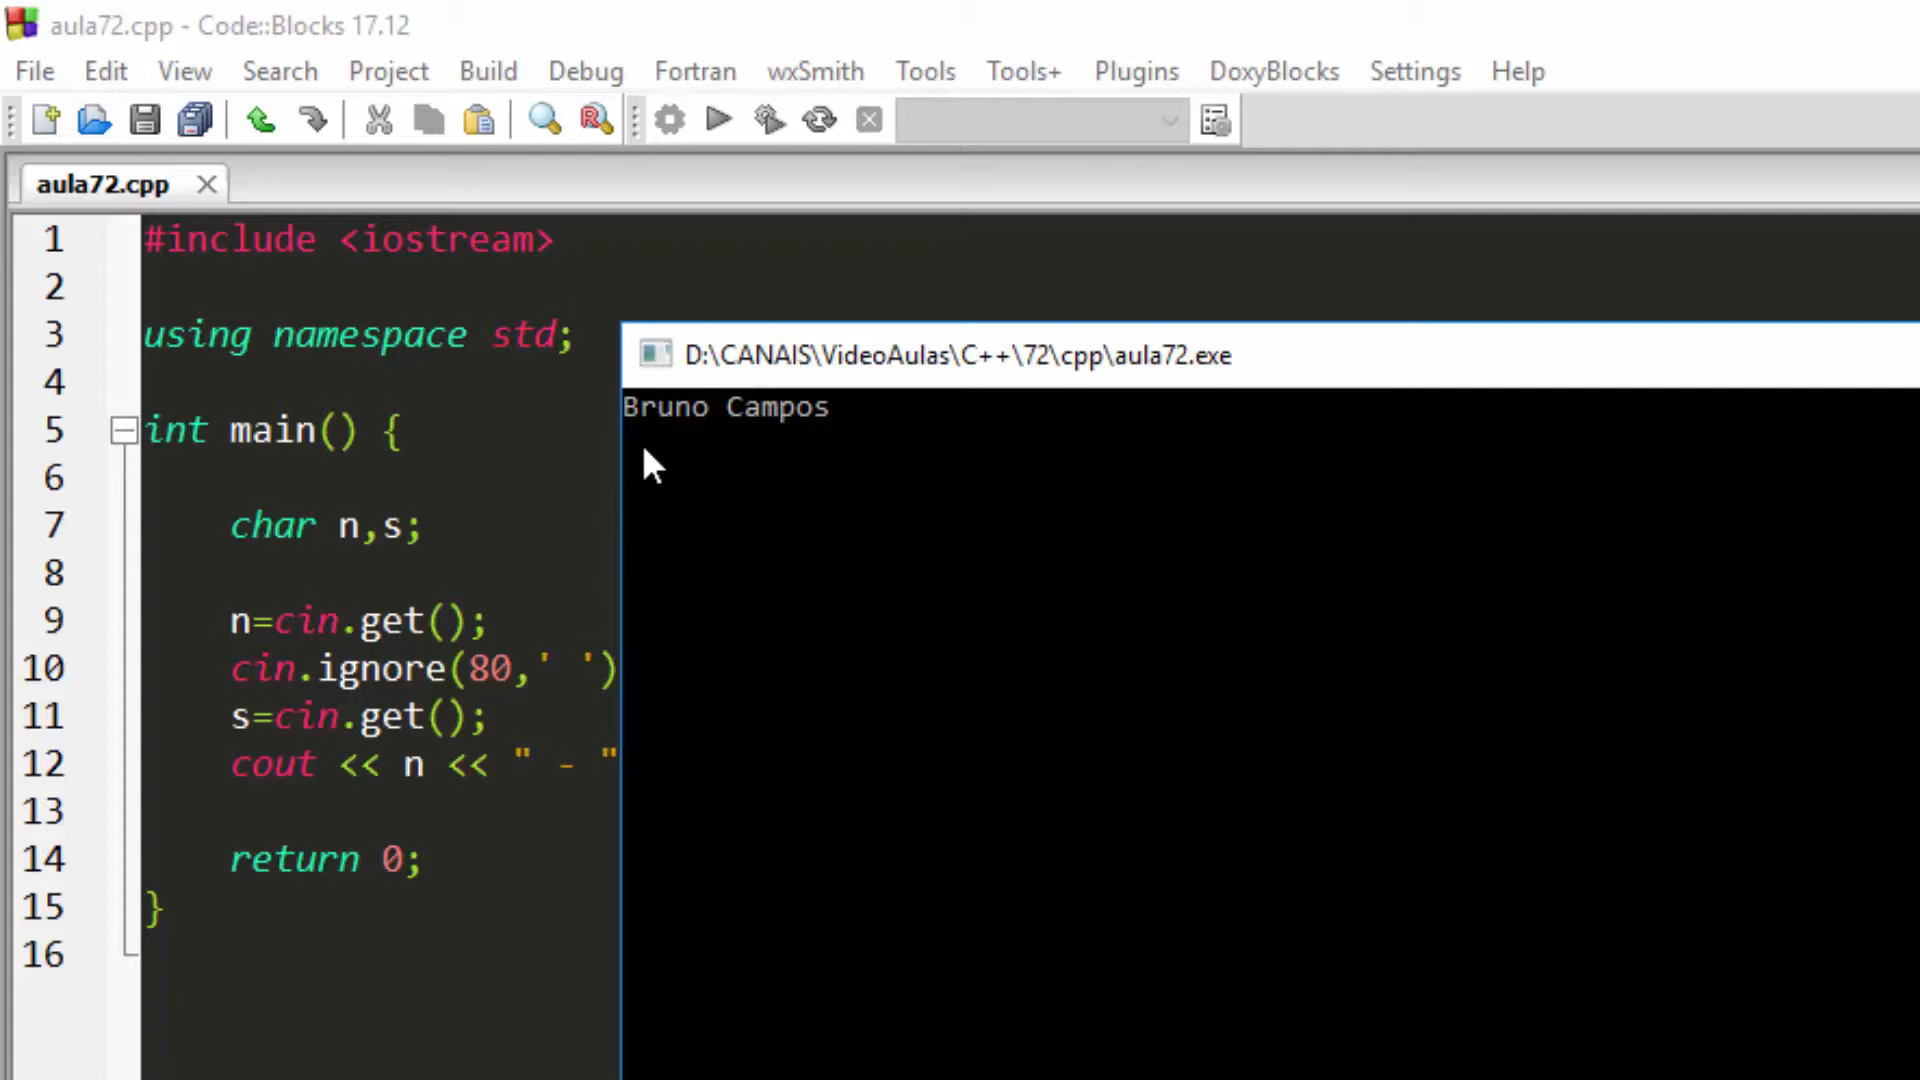 aula72.cpp - Code::Blocks 17.12
File Edit View Search Project Build Debug Fortran wxSmith Tools Tools+ Plugins DoxyBlocks Settings Help
aula72.cpp
1 #include <iostream>
2
3 using namespace std;
4
5 int main() {
6
7 char n,s;
8
9 n=cin.get();
10 cin.ignore(80,' ')
11 s=cin.get();
12 cout << n << " - "
13
14 return 0;
15 }
16
D:\CANAIS\VideoAulas\C++\72\cpp\aula72.exe
Bruno Campos